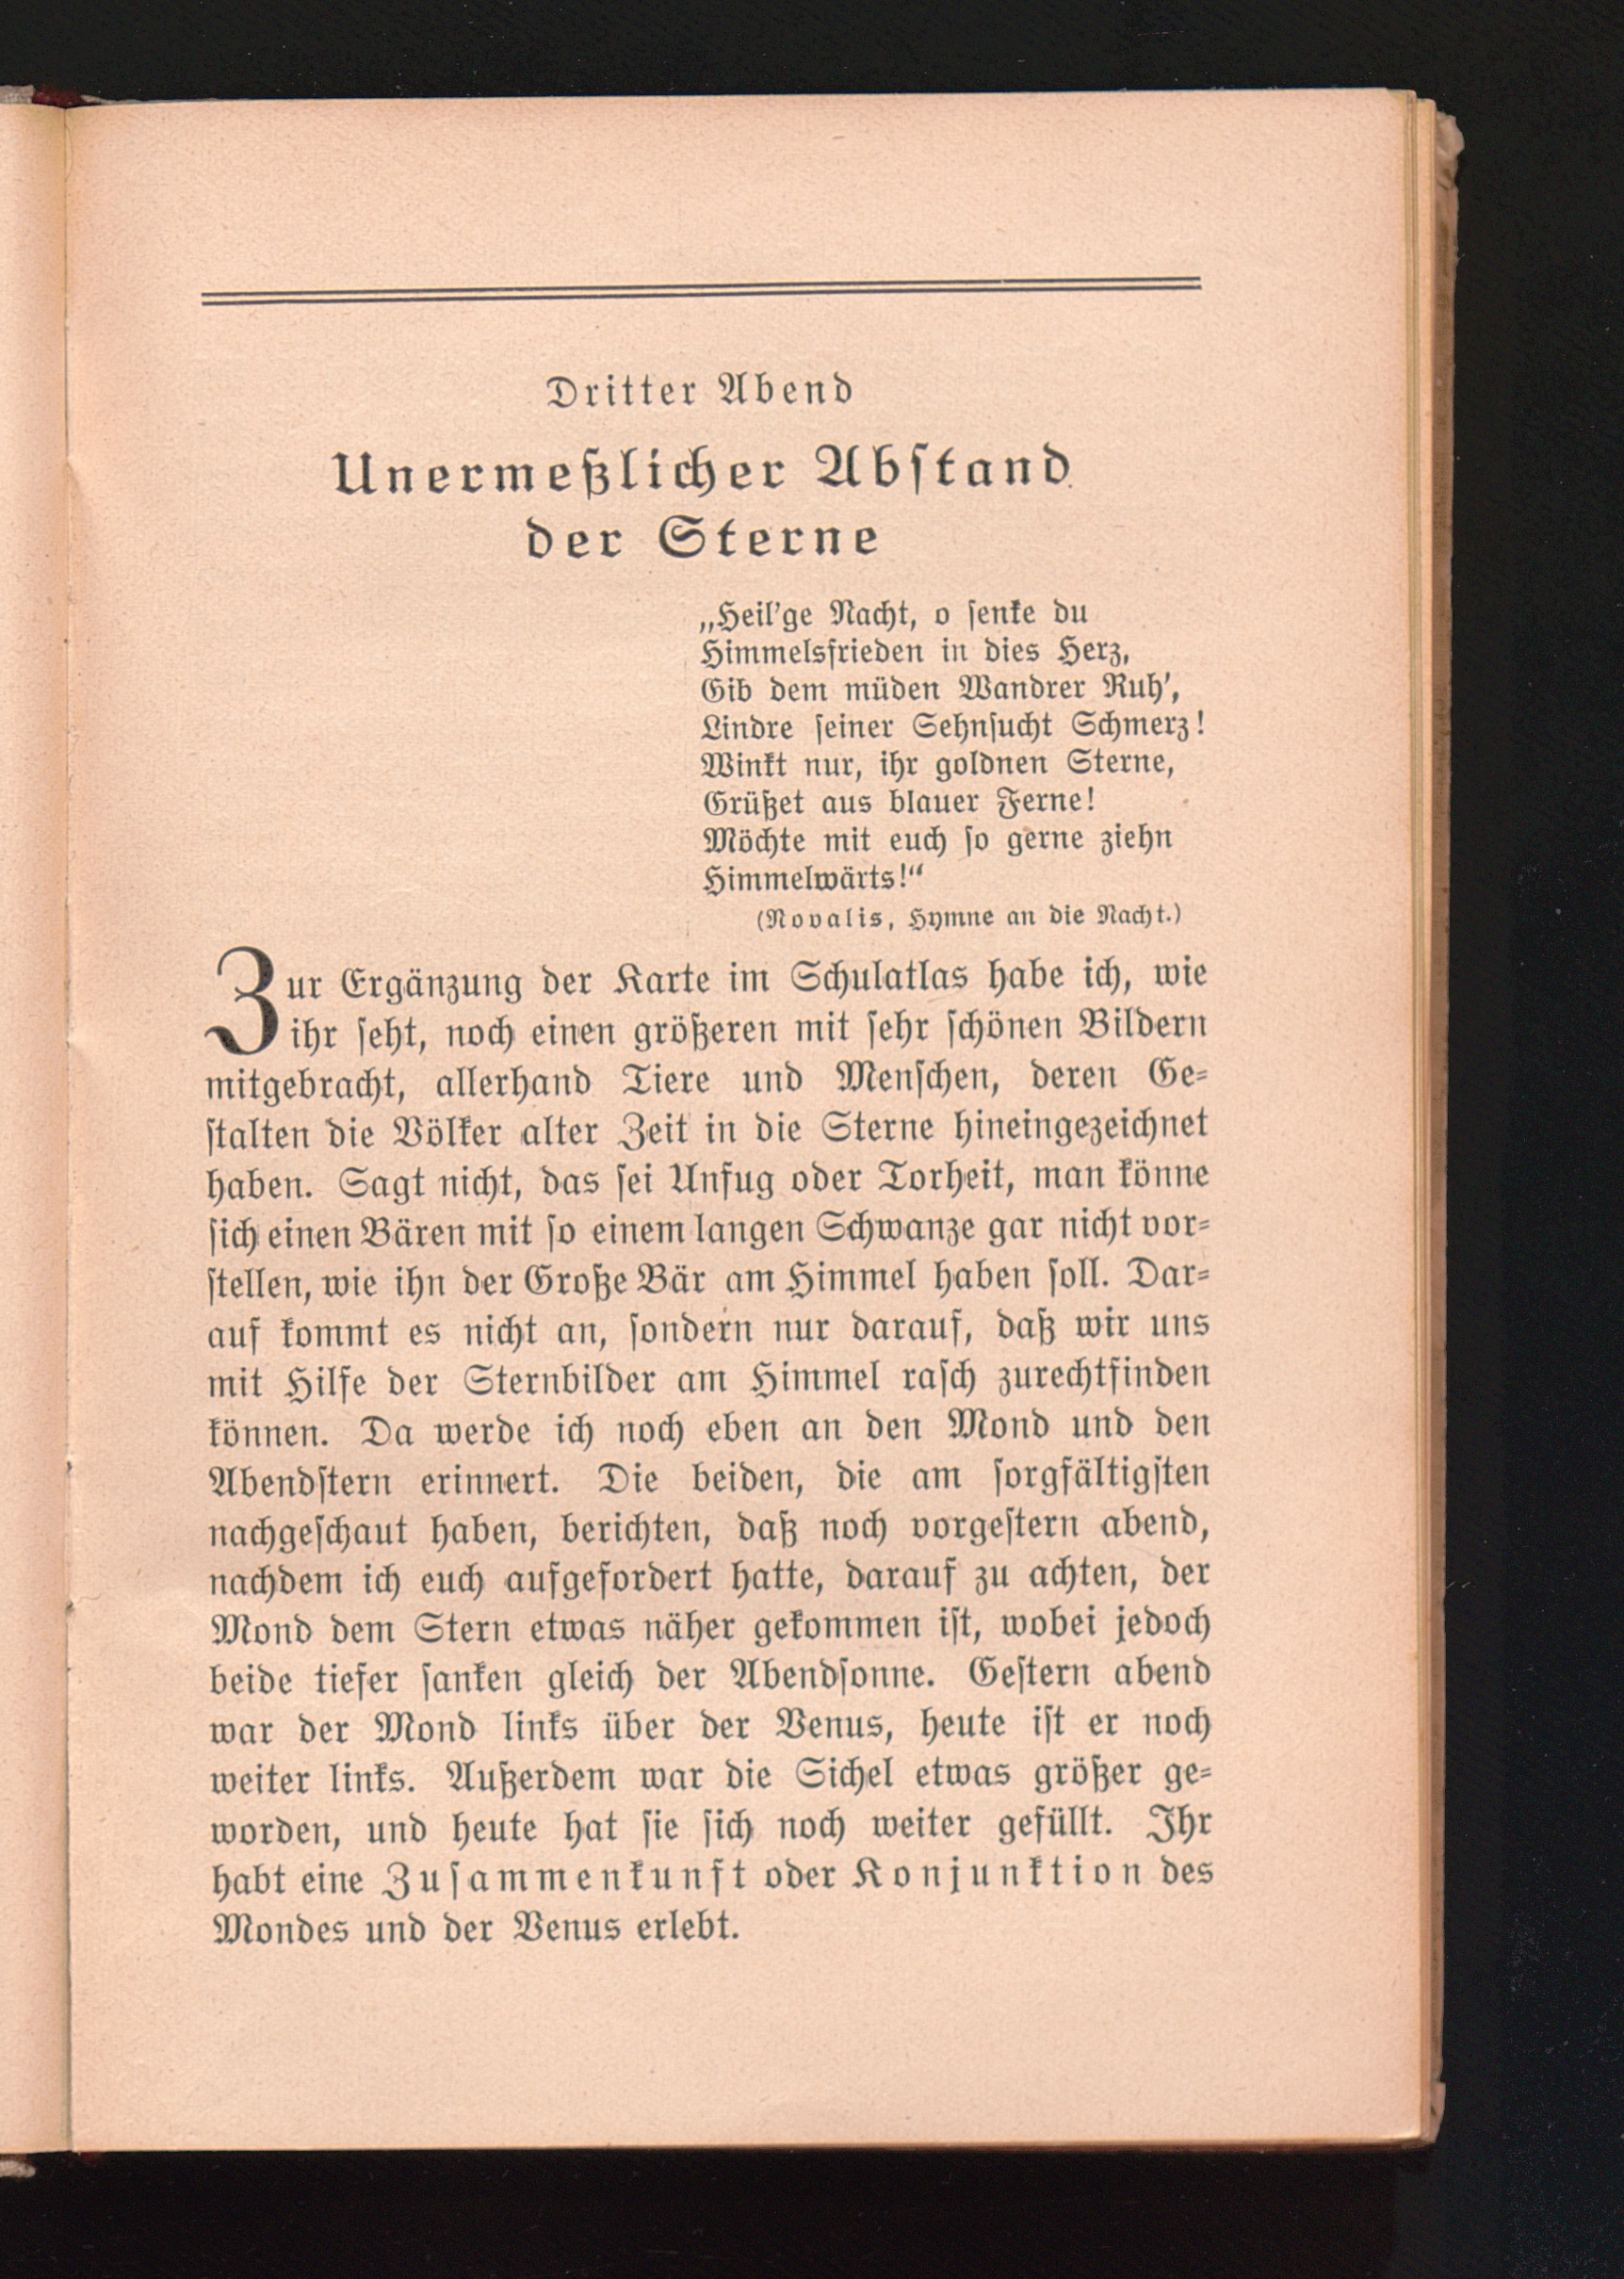 Dritter Abend
Unermeßlicher Abstand
der Sterne
„Heil'ge Nacht, o senke du
Himmelsfrieden in dies Herz,
Gib dem müden Wandrer Ruh',
Lindre seiner Sehnsucht Schmerz!
Winkt nur, ihr goldnen Sterne,
Grüßet aus blauer Ferne!
Möchte mit euch so gerne ziehn
Himmelwärts!“
(Novalis, Hymne an die Nacht.)
Zur Ergänzung der Karte im Schulatlas habe ich, wie
ihr seht, noch einen größeren mit sehr schönen Bildern
mitgebracht, allerhand Tiere und Menschen, deren Ge-
stalten die Völker alter Zeit in die Sterne hineingezeichnet
haben. Sagt nicht, das sei Unfug oder Torheit, man könne
sich einen Bären mit so einem langen Schwanze gar nicht vor-
stellen, wie ihn der Große Bär am Himmel haben soll. Dar-
auf kommt es nicht an, sondern nur darauf, daß wir uns
mit Hilfe der Sternbilder am Himmel rasch zurechtfinden
können. Da werde ich noch eben an den Mond und den
Abendstern erinnert. Die beiden, die am sorgfältigsten
nachgeschaut haben, berichten, daß noch vorgestern abend,
nachdem ich euch aufgefordert hatte, darauf zu achten, der
Mond dem Stern etwas näher gekommen ist, wobei jedoch
beide tiefer sanken gleich der Abendsonne. Gestern abend
war der Mond links über der Venus, heute ist er noch
weiter links. Außerdem war die Sichel etwas größer ge-
worden, und heute hat sie sich noch weiter gefüllt. Ihr
habt eine Zusammenkunft oder Konjunktion des
Mondes und der Venus erlebt.